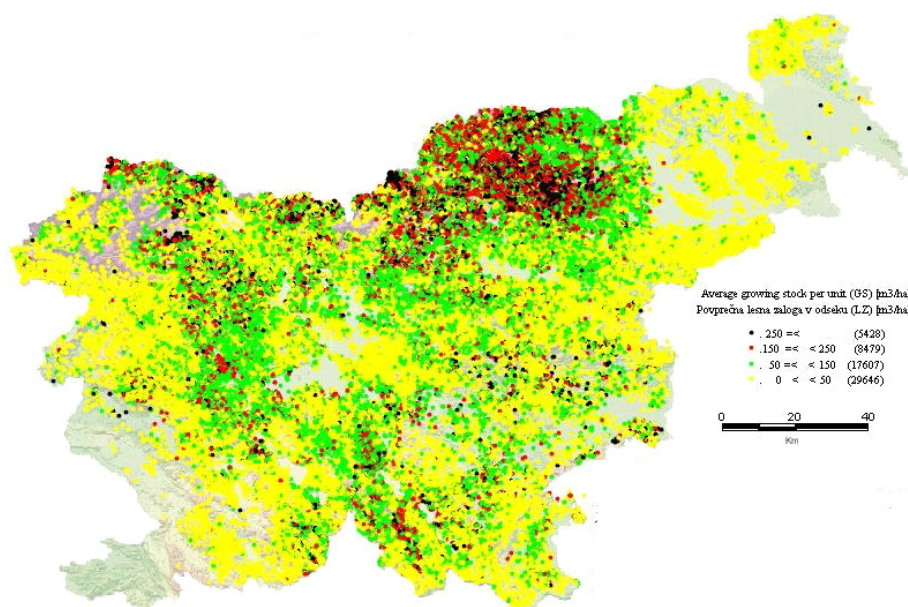 Average growing stock per unit (GS) [m3/ha
Povprečna lesna zaloga v odseku (LZ) [m3/ha
. 250 =< (5428)
.150 =< < 250 (8479)
. 50 =< < 150 (17607)
. 0 < < 50 (29646)
0 20 40
Km